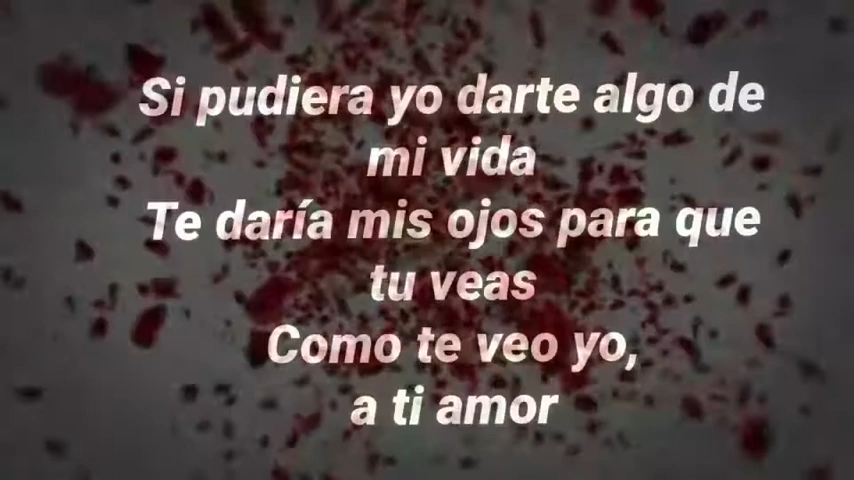 Si pudiera yo darte algo de
mi vida
Te daría mis ojos para que
tu veas
Como te veo yo,
a ti amor